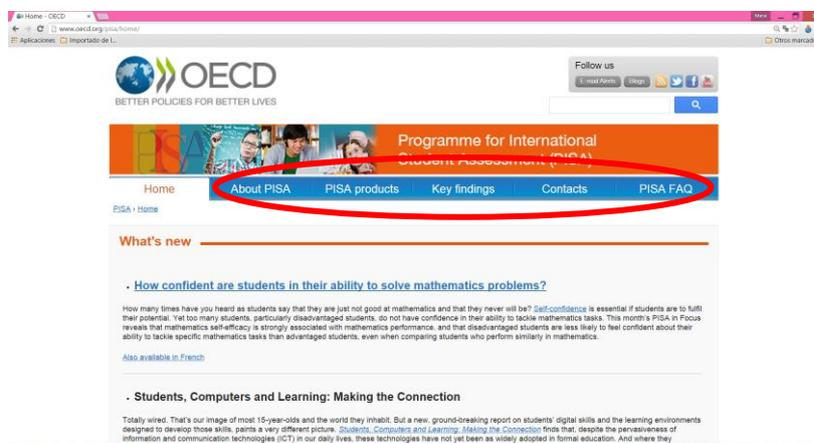 Home - OECD
www.oecd.org/pisa/home/
Aplicaciones Importado de I... Otros marcad
OECD
BETTER POLICIES FOR BETTER LIVES
Follow us
E-mail Alerts Blogs
PISA
Programme for International
Student Assessment (PISA)
Home About PISA PISA products Key findings Contacts PISA FAQ
PISA › Home
What's new
• How confident are students in their ability to solve mathematics problems?
How many times have you heard as students say that they are just not good at mathematics and that they never will be? Self-confidence is essential if students are to fulfil
their potential. Yet too many students, particularly disadvantaged students, do not have confidence in their ability to tackle mathematics tasks. This month's PISA in Focus
reveals that mathematics self-efficacy is strongly associated with mathematics performance, and that disadvantaged students are less likely to feel confident about their
ability to tackle specific mathematics tasks than advantaged students, even when comparing students who perform similarly in mathematics.
Also available in French
• Students, Computers and Learning: Making the Connection
Totally wired. That's our image of most 15-year-olds and the world they inhabit. But a new, ground-breaking report on students' digital skills and the learning environments
designed to develop those skills, paints a very different picture. Students, Computers and Learning: Making the Connection finds that, despite the pervasiveness of
information and communication technologies (ICT) in our daily lives, these technologies have not yet been as widely adopted in formal education. And where they